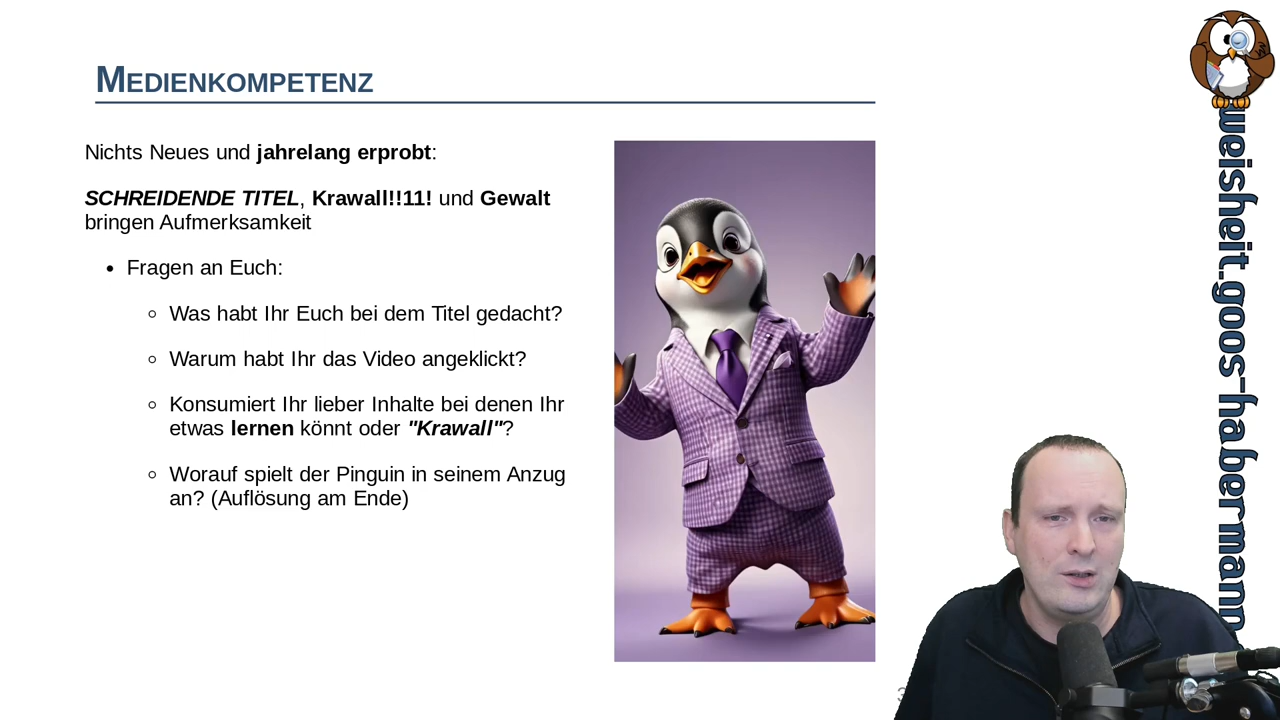 MEDIENKOMPETENZ
Nichts Neues und jahrelang erprobt:
SCHREIDENDE TITEL, Krawall!!11! und Gewalt
bringen Aufmerksamkeit
• Fragen an Euch:
◦ Was habt Ihr Euch bei dem Titel gedacht?
◦ Warum habt Ihr das Video angeklickt?
◦ Konsumiert Ihr lieber Inhalte bei denen Ihr
etwas lernen könnt oder "Krawall"?
◦ Worauf spielt der Pinguin in seinem Anzug
an? (Auflösung am Ende)
weisheit.goos-habermann